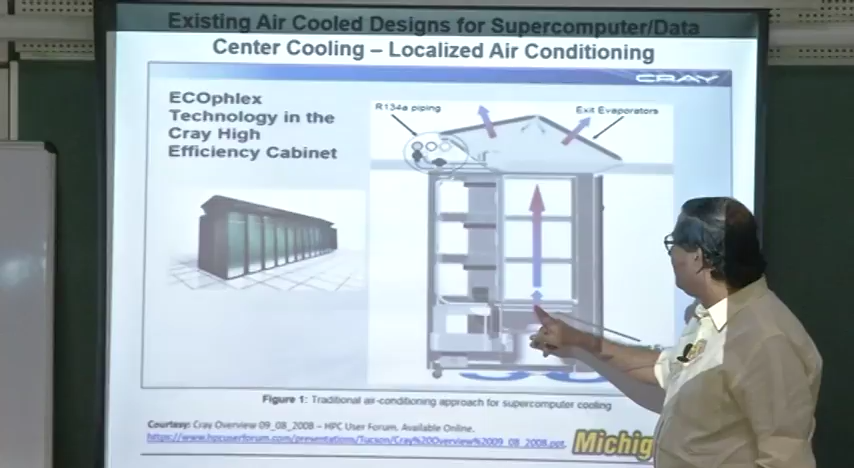 Existing Air Cooled Designs for Supercomputer/Data
Center Cooling – Localized Air Conditioning
CRAY
ECOphlex
Technology in the
Cray High
Efficiency Cabinet
R134a piping
Exit Evaporators
Figure 1: Traditional air-conditioning approach for supercomputer cooling
Courtesy: Cray Overview 09_08_2008 – HPC User Forum. Available Online.
https://www.hpcuserforum.com/presentations/Tucson/Cray%20Overview%2009_08_2008.ppt.